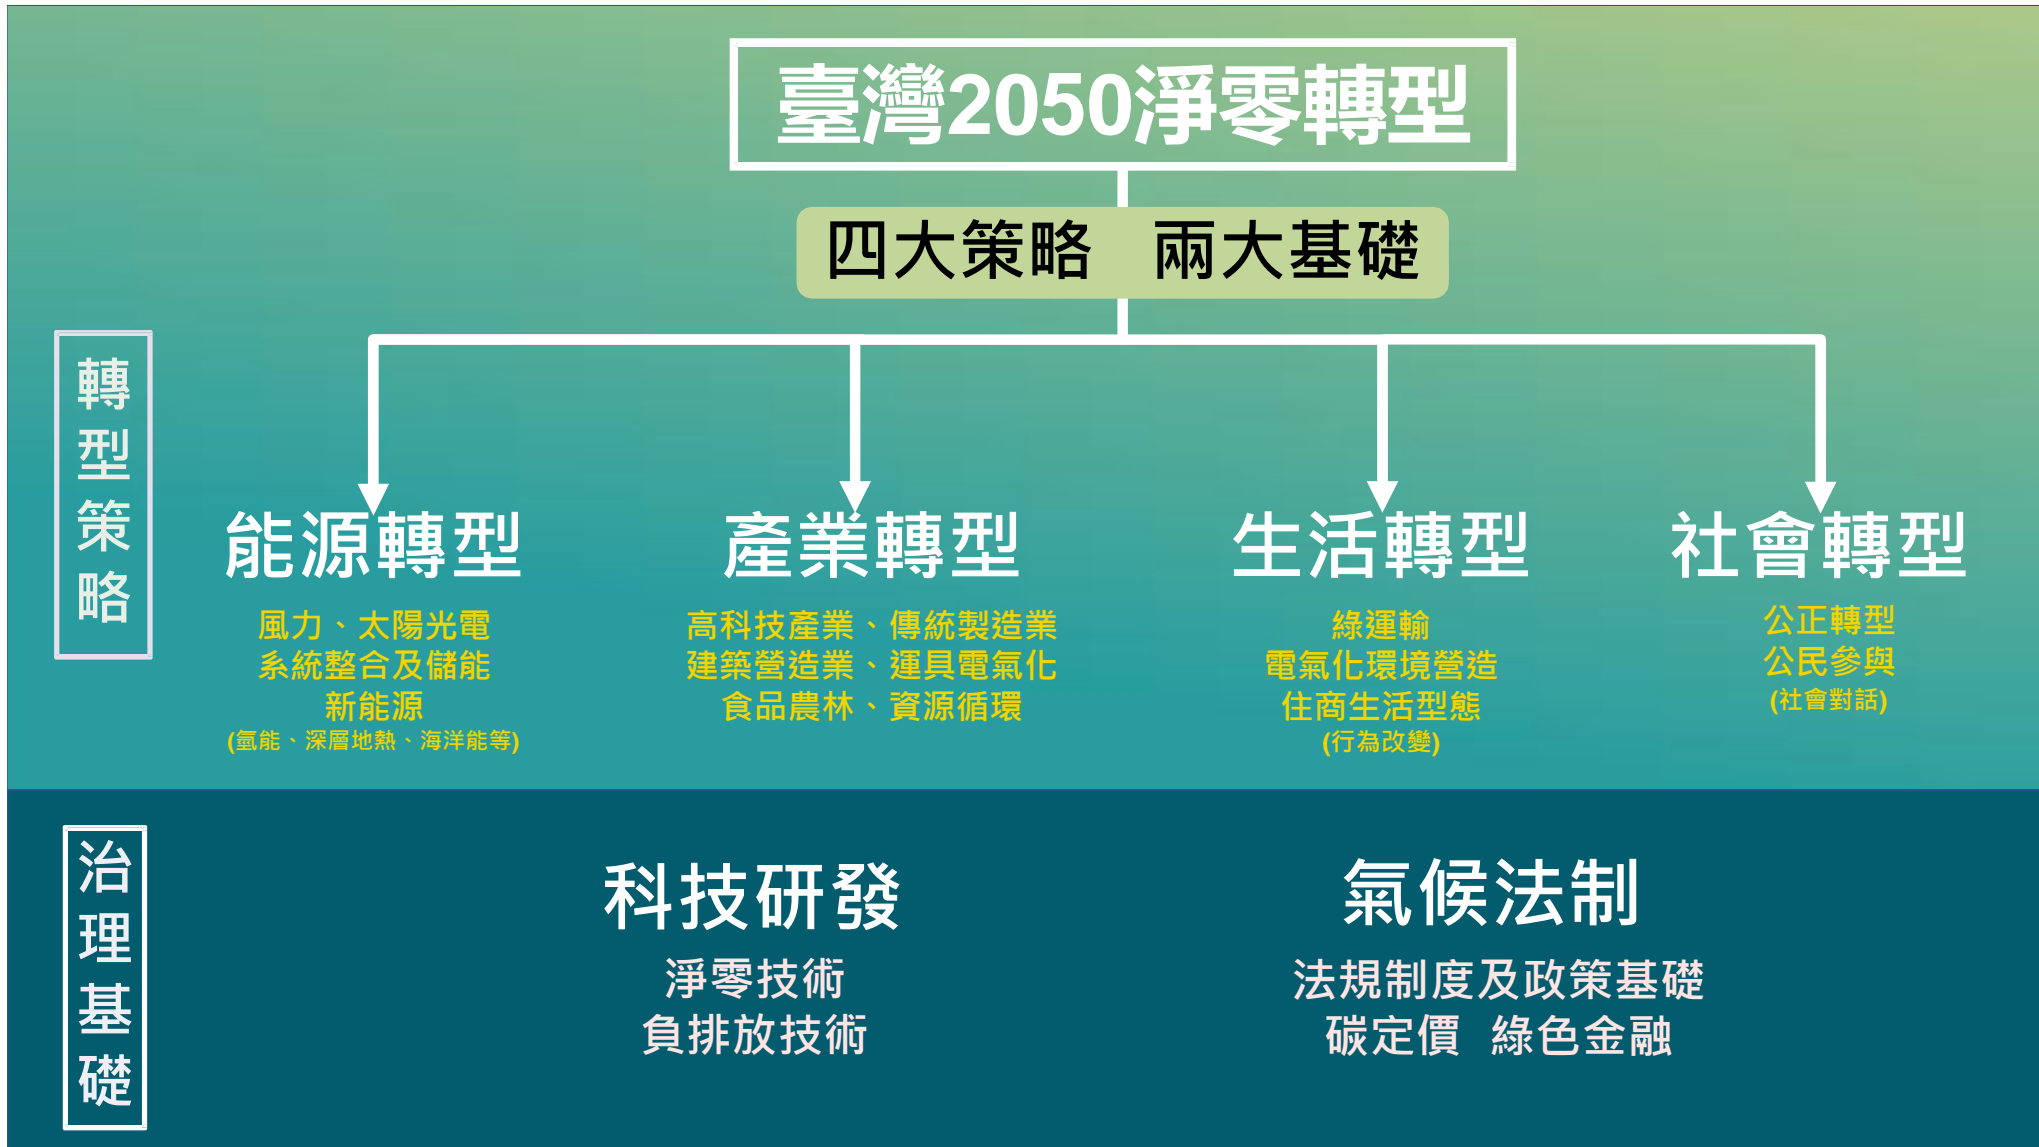 臺灣2050淨零轉型
四大策略 兩大基礎
轉型策略
能源轉型
風力、太陽光電
系統整合及儲能
新能源
(氫能、深層地熱、海洋能等)
產業轉型
高科技產業、傳統製造業
建築營造業、運具電氣化
食品農林、資源循環
生活轉型
綠運輸
電氣化環境營造
住商生活型態
(行為改變)
社會轉型
公正轉型
公民參與
(社會對話)
治理基礎
科技研發
淨零技術
負排放技術
氣候法制
法規制度及政策基礎
碳定價 綠色金融